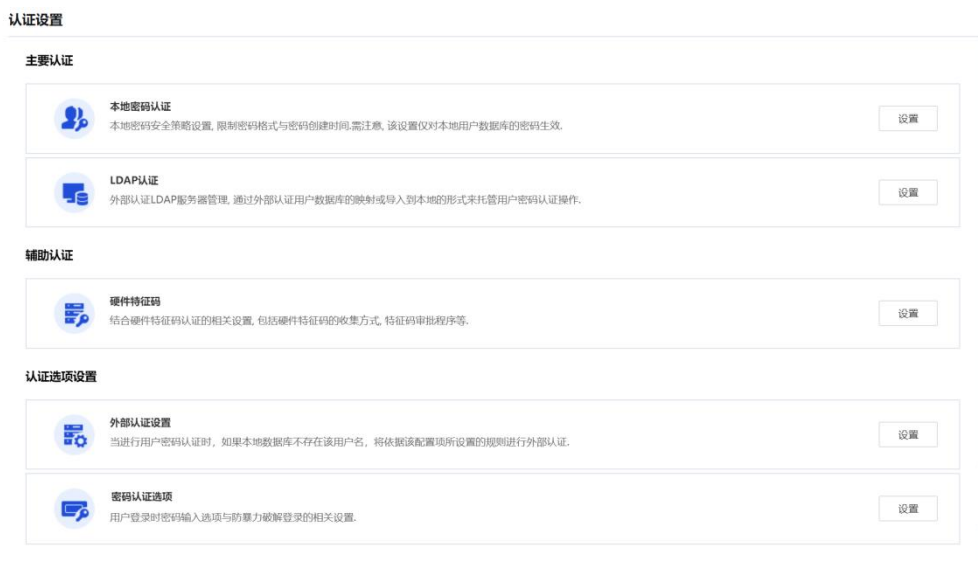 认证设置
主要认证
本地密码认证
本地密码安全策略设置, 限制密码格式与密码创建时间.需注意, 该设置仅对本地用户数据库的密码生效.
设置
LDAP认证
外部认证LDAP服务器管理, 通过外部认证用户数据库的映射或导入到本地的形式来托管用户密码认证操作.
设置
辅助认证
硬件特征码
结合硬件特征码认证的相关设置, 包括硬件特征码的收集方式, 特征码审批程序等.
设置
认证选项设置
外部认证设置
当进行用户密码认证时，如果本地数据库不存在该用户名，将依据该配置项所设置的规则进行外部认证.
设置
密码认证选项
用户登录时密码输入选项与防暴力破解登录的相关设置.
设置